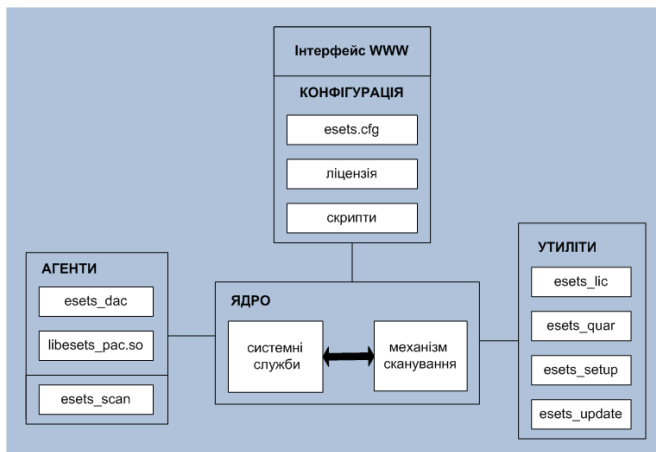 Інтерфейс WWW
КОНФІГУРАЦІЯ
esets.cfg
ліцензія
скрипти
АГЕНТИ
esets_dac
libesets_pac.so
esets_scan
ЯДРО
системні
служби
механізм
сканування
УТИЛІТИ
esets_lic
esets_quar
esets_setup
esets_update